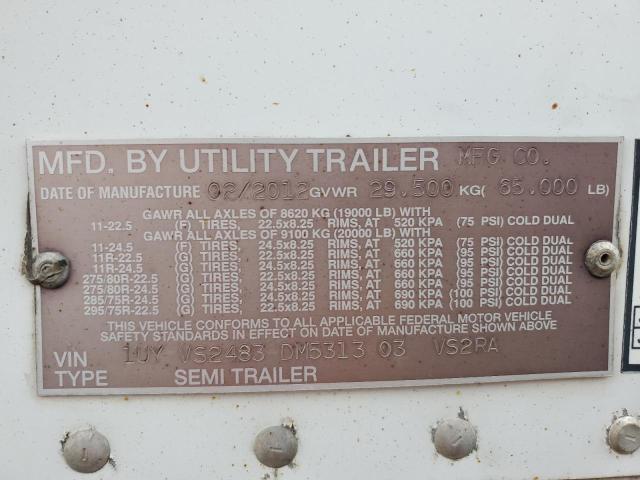 MFD. BY UTILITY TRAILER MFG CO.
DATE OF MANUFACTURE 02/2012 GVWR 29.500 KG( 65.000 LB)
GAWR ALL AXLES OF 8620 KG (19000 LB) WITH
11-22.5 (F) TIRES, 22.5x8.25 RIMS, AT 520 KPA (75 PSI) COLD DUAL
GAWR ALL AXLES OF 9100 KG (20000 LB) WITH
11-24.5 (F) TIRES, 24.5x8.25 RIMS, AT 520 KPA (75 PSI) COLD DUAL
11R-22.5 (G) TIRES, 22.5x8.25 RIMS, AT 660 KPA (95 PSI) COLD DUAL
11R-24.5 (G) TIRES, 24.5x8.25 RIMS, AT 660 KPA (95 PSI) COLD DUAL
275/80R-22.5 (G) TIRES, 22.5x8.25 RIMS, AT 660 KPA (95 PSI) COLD DUAL
275/80R-24.5 (G) TIRES, 24.5x8.25 RIMS, AT 660 KPA (95 PSI) COLD DUAL
285/75R-24.5 (G) TIRES, 24.5x8.25 RIMS, AT 690 KPA (100 PSI) COLD DUAL
295/75R-22.5 (G) TIRES, 22.5x8.25 RIMS, AT 690 KPA (100 PSI) COLD DUAL
THIS VEHICLE CONFORMS TO ALL APPLICABLE FEDERAL MOTOR VEHICLE
SAFETY STANDARDS IN EFFECT ON DATE OF MANUFACTURE SHOWN ABOVE
VIN 1UY VS2483 DM5313 03 VS2RA
TYPE SEMI TRAILER